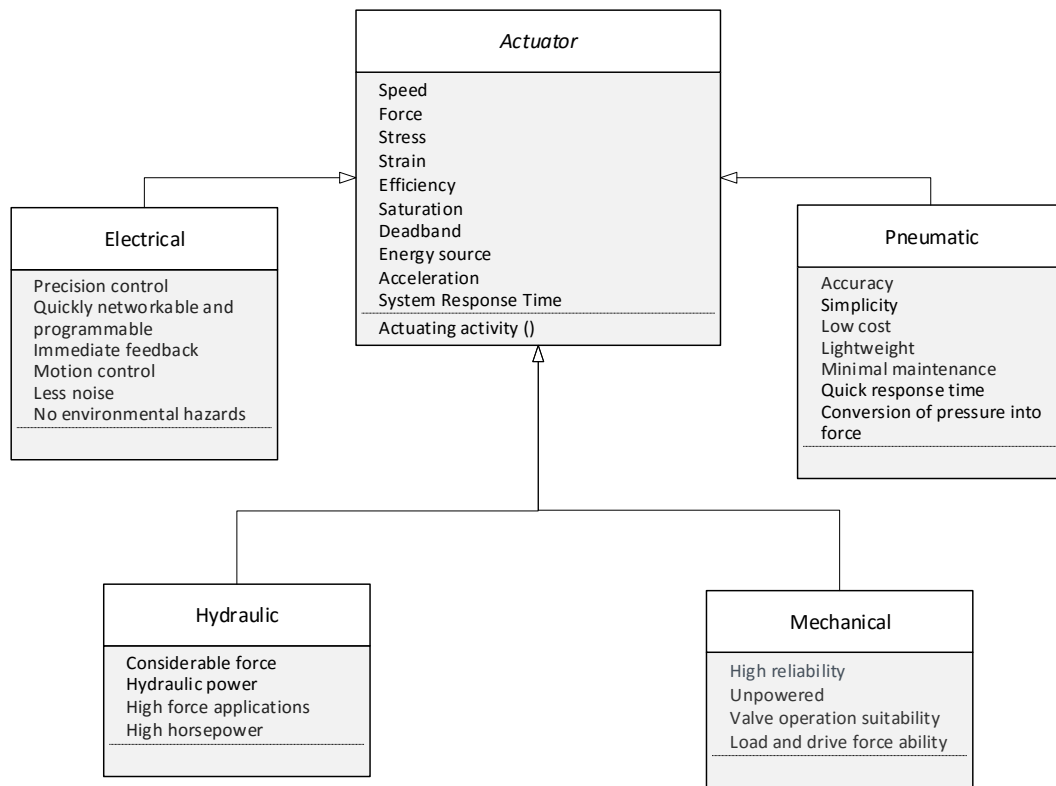 Actuator
Speed
Force
Stress
Strain
Efficiency
Saturation
Deadband
Energy source
Acceleration
System Response Time
Actuating activity ()
Electrical
Precision control
Quickly networkable and
programmable
Immediate feedback
Motion control
Less noise
No environmental hazards
Pneumatic
Accuracy
Simplicity
Low cost
Lightweight
Minimal maintenance
Quick response time
Conversion of pressure into
force
Hydraulic
Considerable force
Hydraulic power
High force applications
High horsepower
Mechanical
High reliability
Unpowered
Valve operation suitability
Load and drive force ability